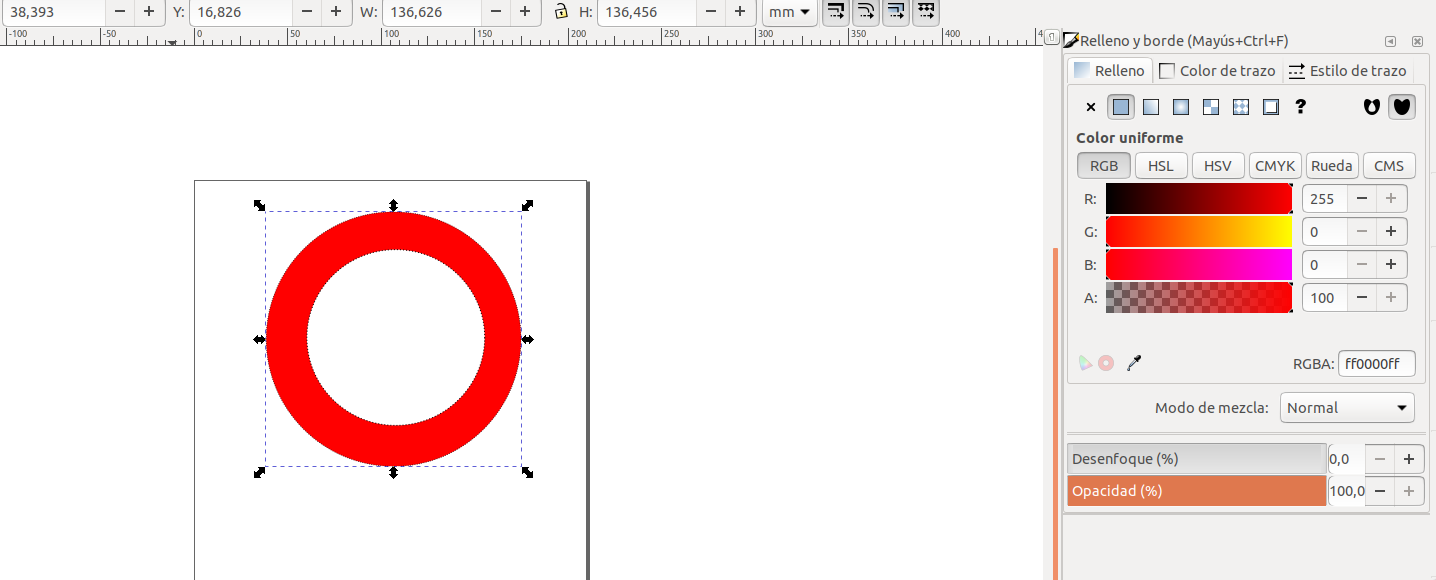 38,393 Y: 16,826 W: 136,626 H: 136,456 mm
-100 -50 0 50 100 150 200 250 300 350 400
Relleno y borde (Mayús+Ctrl+F)
Relleno Color de trazo Estilo de trazo
?
Color uniforme
RGB HSL HSV CMYK Rueda CMS
R: 255
G: 0
B: 0
A: 100
RGBA: ff0000ff
Modo de mezcla: Normal
Desenfoque (%) 0,0
Opacidad (%) 100,0